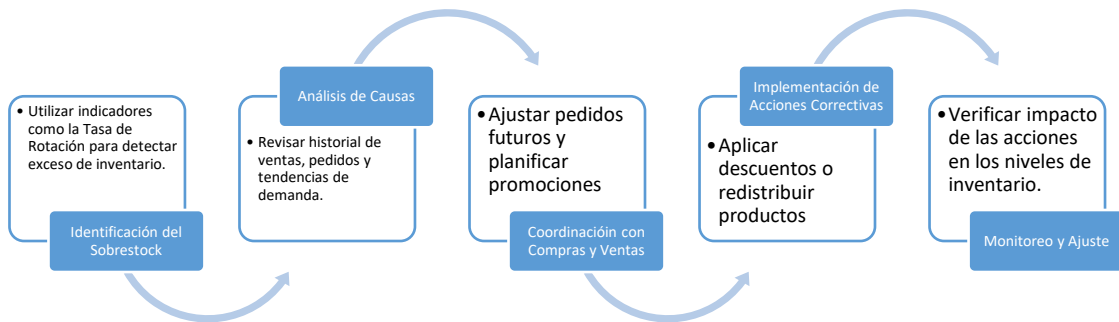 • Utilizar indicadores
como la Tasa de
Rotación para detectar
exceso de inventario.
Identificación del
Sobrestock
Análisis de Causas
• Revisar historial de
ventas, pedidos y
tendencias de
demanda.
• Ajustar pedidos
futuros y
planificar
promociones
Coordinacióin con
Compras y Ventas
Implementación de
Acciones Correctivas
• Aplicar
descuentos o
redistribuir
productos
• Verificar impacto
de las acciones
en los niveles de
inventario.
Monitoreo y Ajuste